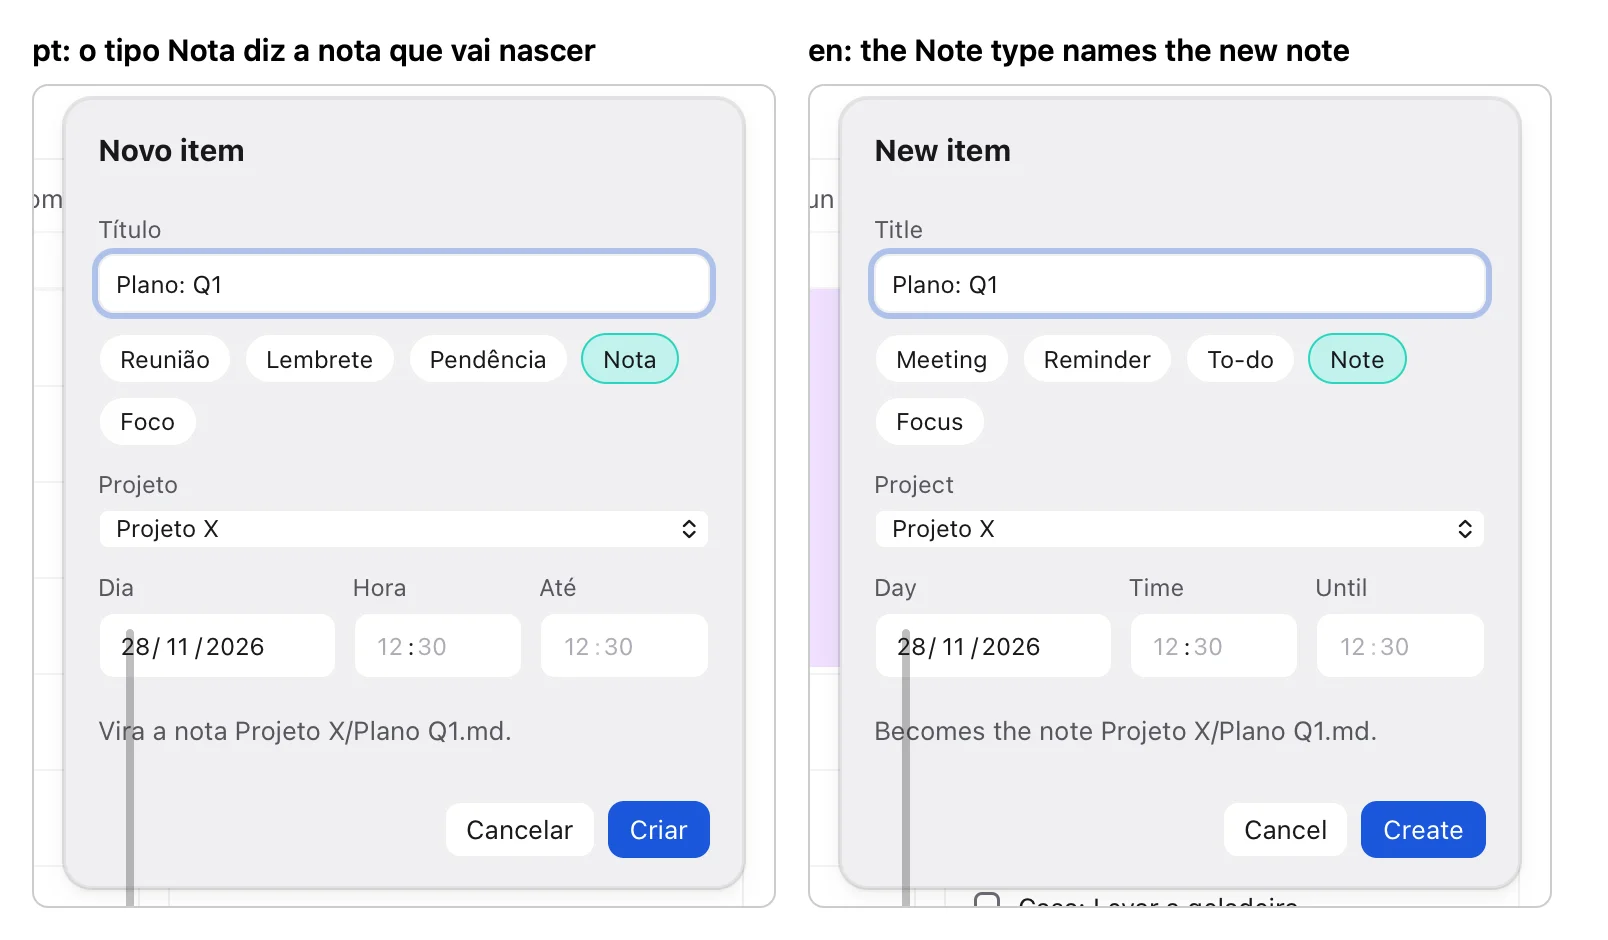 pt: o tipo Nota diz a nota que vai nascer
Novo item
Título
Plano: Q1
Reunião Lembrete Pendência Nota
Foco
Projeto
Projeto X
Dia Hora Até
28/11/2026 12:30 12:30
Vira a nota Projeto X/Plano Q1.md.
Cancelar Criar
en: the Note type names the new note
New item
Title
Plano: Q1
Meeting Reminder To-do Note
Focus
Project
Projeto X
Day Time Until
28/11/2026 12:30 12:30
Becomes the note Projeto X/Plano Q1.md.
Cancel Create